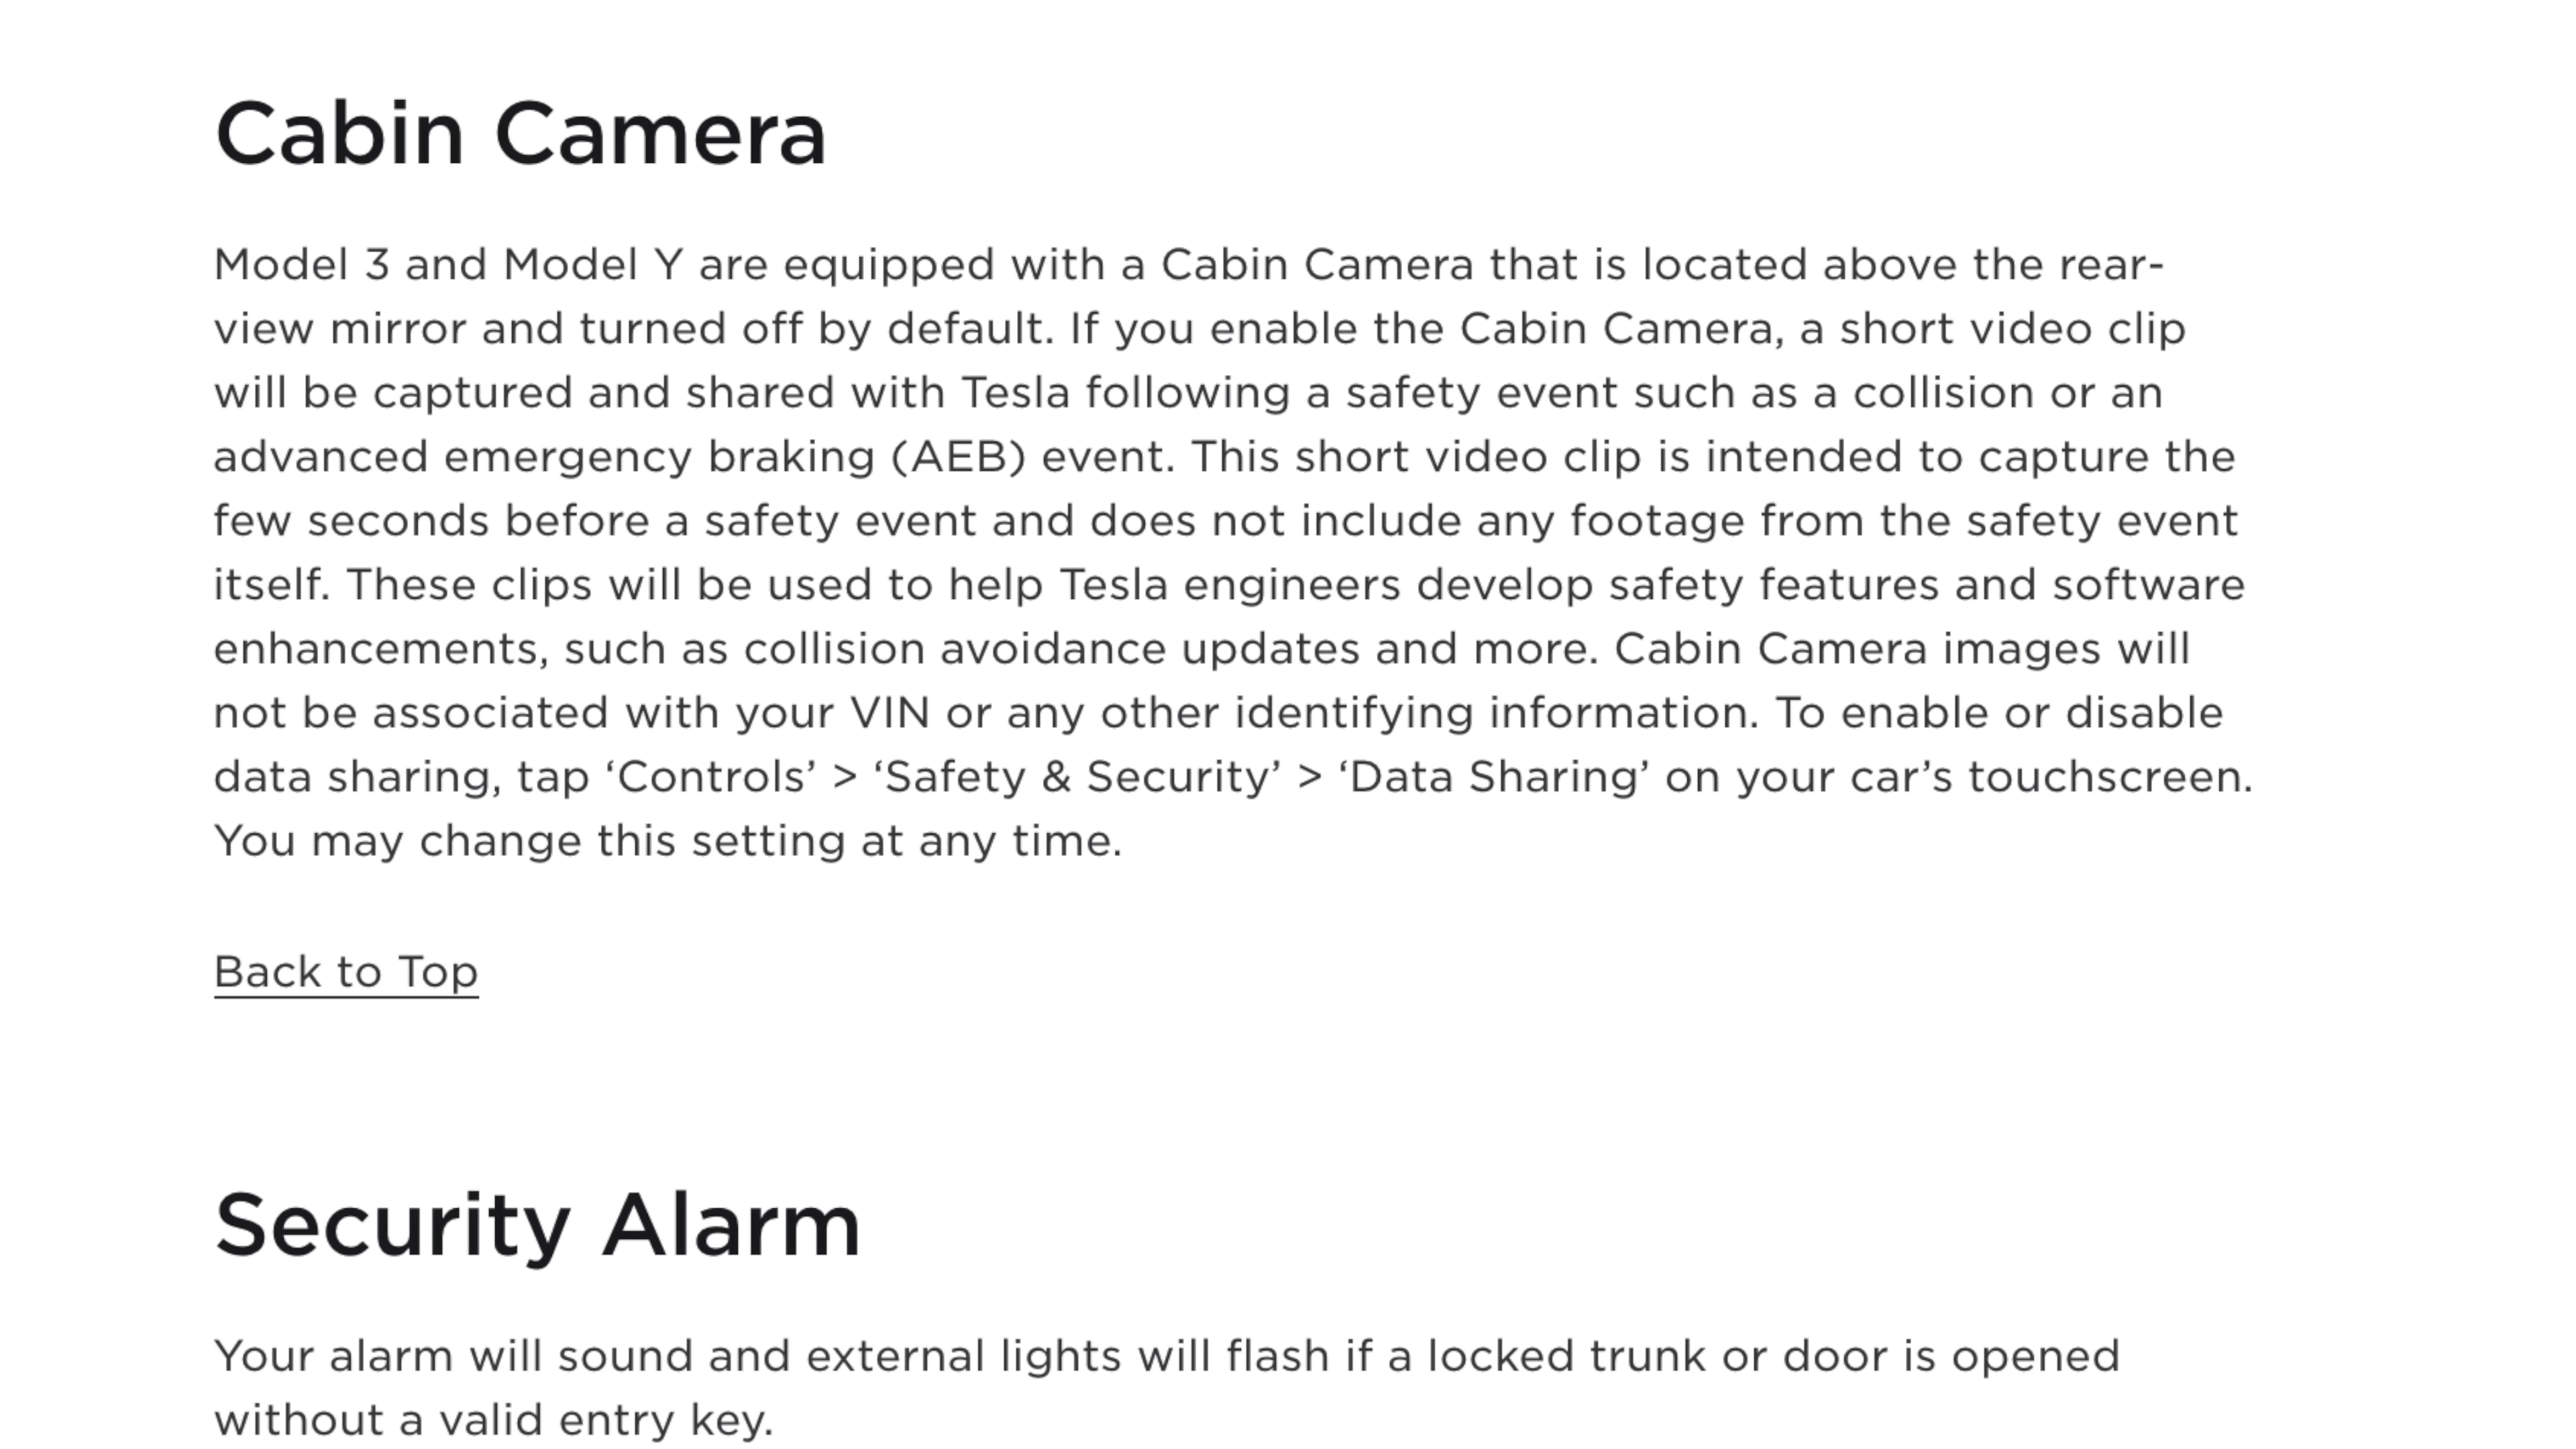 Cabin Camera
Model 3 and Model Y are equipped with a Cabin Camera that is located above the rear-
view mirror and turned off by default. If you enable the Cabin Camera, a short video clip
will be captured and shared with Tesla following a safety event such as a collision or an
advanced emergency braking (AEB) event. This short video clip is intended to capture the
few seconds before a safety event and does not include any footage from the safety event
itself. These clips will be used to help Tesla engineers develop safety features and software
enhancements, such as collision avoidance updates and more. Cabin Camera images will
not be associated with your VIN or any other identifying information. To enable or disable
data sharing, tap ‘Controls’ > ‘Safety & Security’ > ‘Data Sharing’ on your car’s touchscreen.
You may change this setting at any time.
Back to Top
Security Alarm
Your alarm will sound and external lights will flash if a locked trunk or door is opened
without a valid entry key.